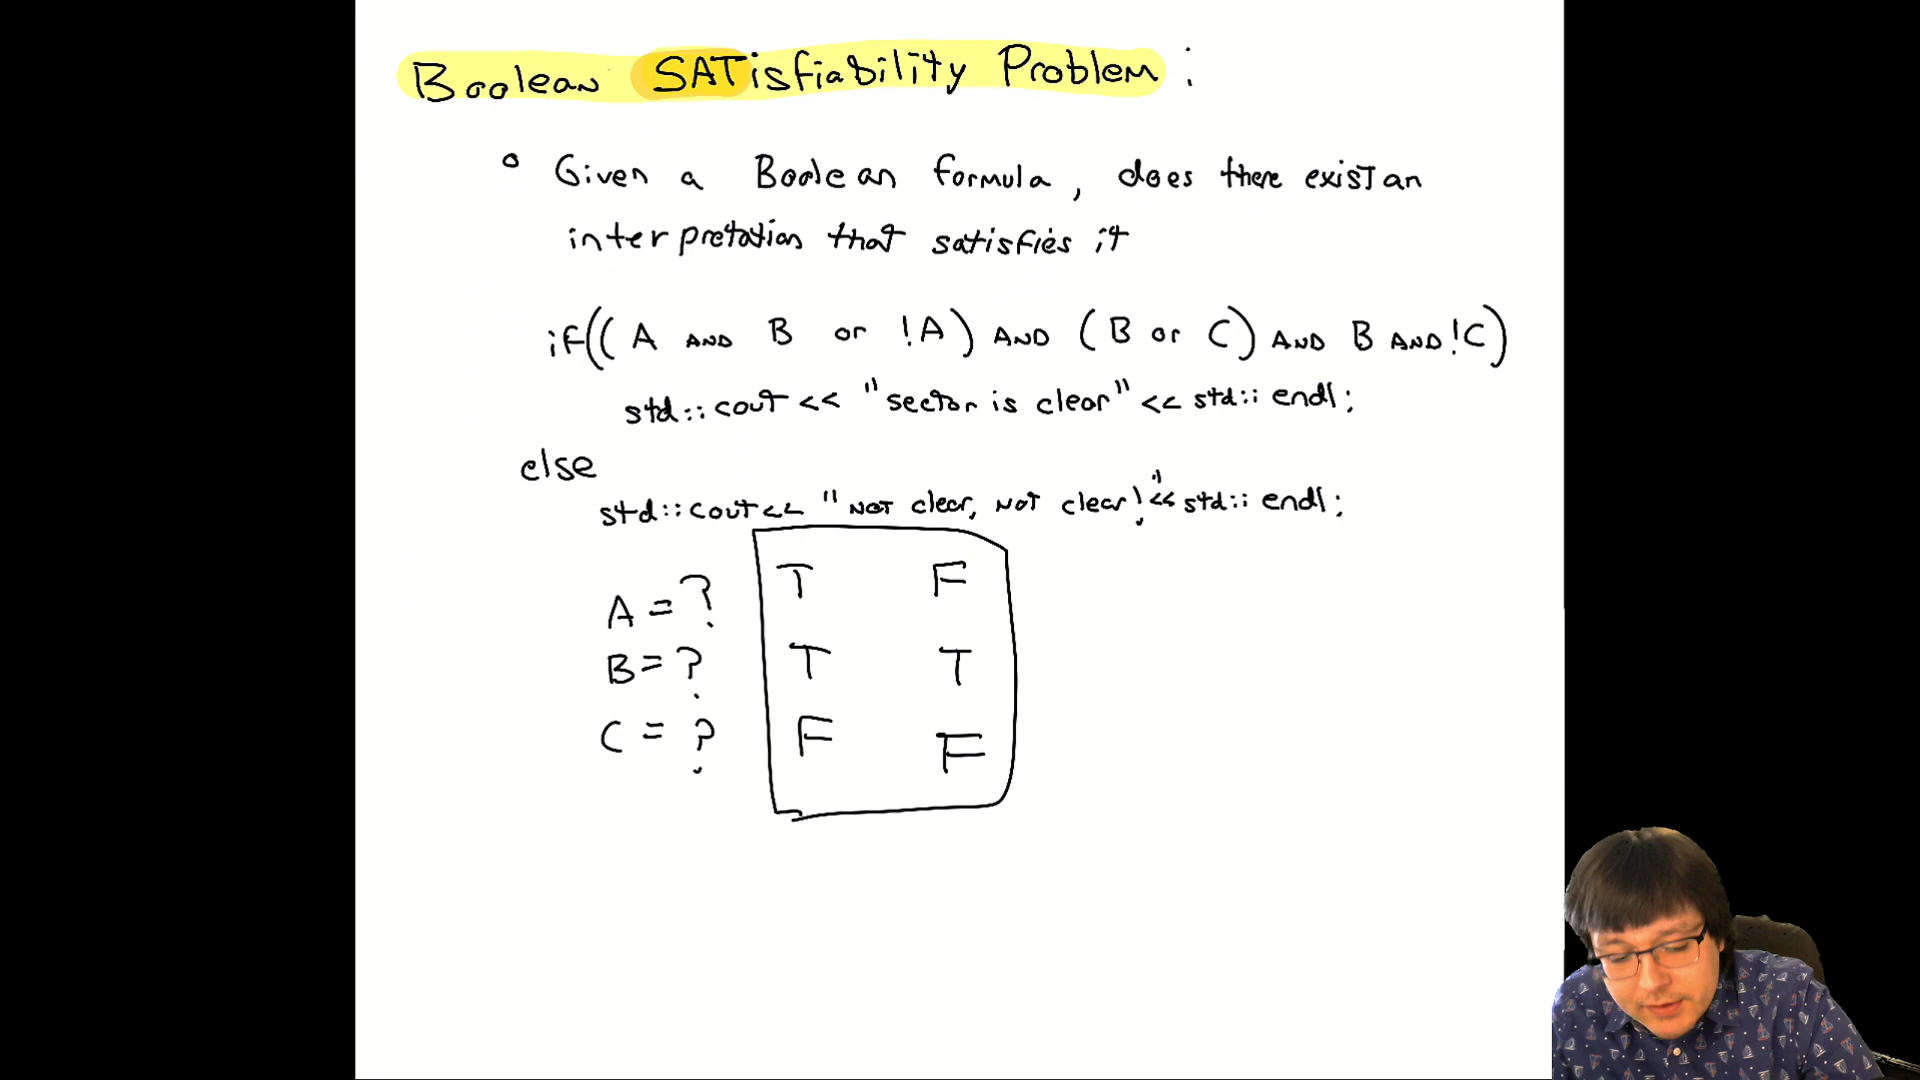 Boolean SATisfiability Problem :
Given a Boolean formula, does there exist an
interpretation that satisfies it
if((A AND B or !A) AND (B or C) AND B AND !C)
std::cout << "sector is clear" << std::endl;
else
std::cout << "NOT clear, NOT clear!" << std::endl;
A = ? T F
B = ? T T
C = ? F F